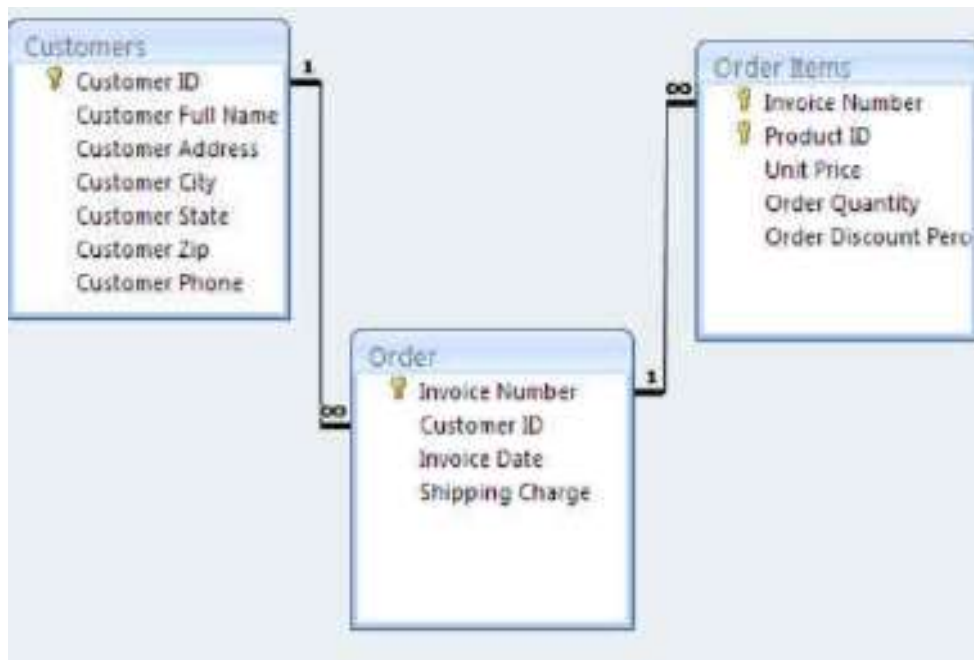 Customers
Customer ID
Customer Full Name
Customer Address
Customer City
Customer State
Customer Zip
Customer Phone
1
∞
Order
Invoice Number
Customer ID
Invoice Date
Shipping Charge
1
∞
Order Items
Invoice Number
Product ID
Unit Price
Order Quantity
Order Discount Perc